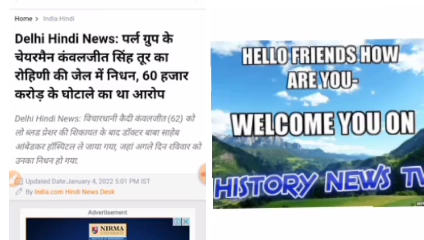 Home > India Hindi
Delhi Hindi News: पर्ल ग्रुप के
चेयरमैन कंवलजीत सिंह तूर का
रोहिणी की जेल में निधन, 60 हजार
करोड़ के घोटाले का था आरोप
Delhi Hindi News: विचाराधी कैदी कंवलजीत (62) को
लो ब्लड प्रेशर की शिकायत के बाद डॉक्टर बाबा साहेब
आंबेडकर हॉस्पिटल ले जाया गया, जहां अगले दिन रविवार को
उनका निधन हो गया.
Updated Date:January 4, 2022 5:01 PM IST
By India.com Hindi News Desk
Advertisement
NIRMA
UNIVERSITY
HELLO FRIENDS HOW
ARE YOU-
WELCOME YOU ON
HISTORY NEWS TV